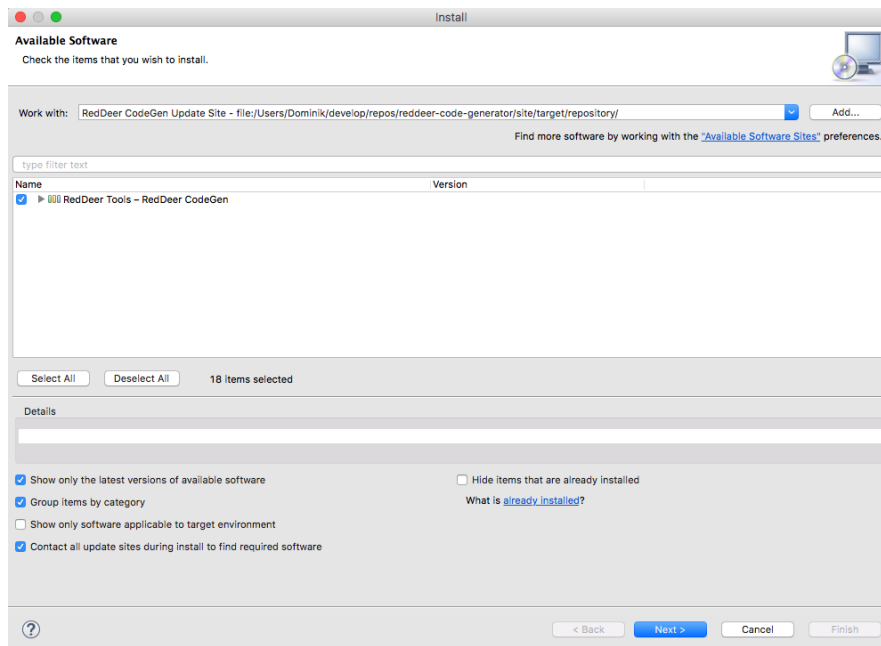 Install
Available Software
Check the items that you wish to install.
Work with: RedDeer CodeGen Update Site - file:/Users/Dominik/develop/repos/reddeer-code-generator/site/target/repository/ Add...
Find more software by working with the "Available Software Sites" preferences.
type filter text
Name Version
RedDeer Tools – RedDeer CodeGen
Select All Deselect All 18 items selected
Details
Show only the latest versions of available software Hide items that are already installed
Group items by category What is already installed?
Show only software applicable to target environment
Contact all update sites during install to find required software
? < Back Next > Cancel Finish